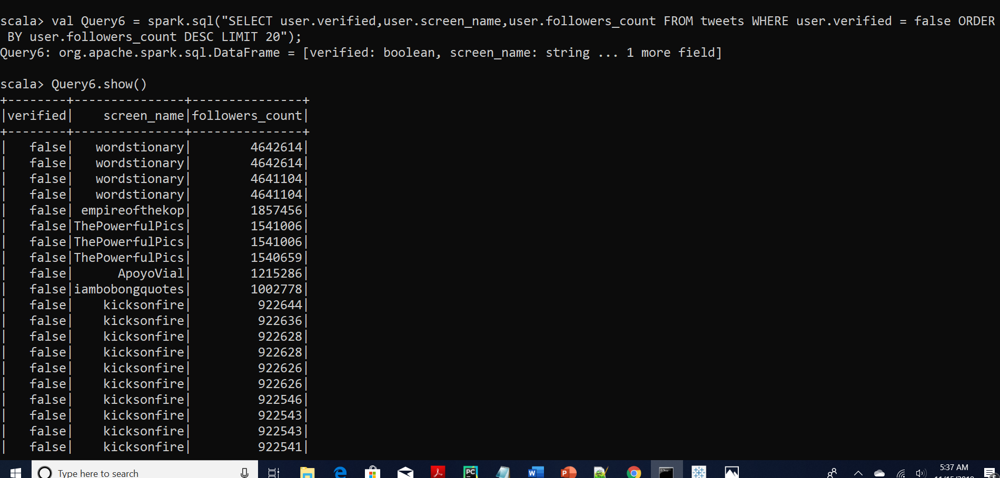 scala> val Query6 = spark.sql("SELECT user.verified,user.screen_name,user.followers_count FROM tweets WHERE user.verified = false ORDER
 BY user.followers_count DESC LIMIT 20");
Query6: org.apache.spark.sql.DataFrame = [verified: boolean, screen_name: string ... 1 more field]
scala> Query6.show()
+--------+---------------+---------------+
|verified|    screen_name|followers_count|
+--------+---------------+---------------+
|   false|   wordstionary|        4642614|
|   false|   wordstionary|        4642614|
|   false|   wordstionary|        4641104|
|   false|   wordstionary|        4641104|
|   false| empireofthekop|        1857456|
|   false|ThePowerfulPics|        1541006|
|   false|ThePowerfulPics|        1541006|
|   false|ThePowerfulPics|        1540659|
|   false|      ApoyoVial|        1215286|
|   false|iambobongquotes|        1002778|
|   false|    kicksonfire|         922644|
|   false|    kicksonfire|         922636|
|   false|    kicksonfire|         922628|
|   false|    kicksonfire|         922628|
|   false|    kicksonfire|         922626|
|   false|    kicksonfire|         922626|
|   false|    kicksonfire|         922546|
|   false|    kicksonfire|         922543|
|   false|    kicksonfire|         922543|
|   false|    kicksonfire|         922541|
Type here to search
PC
W
P
5:37 AM